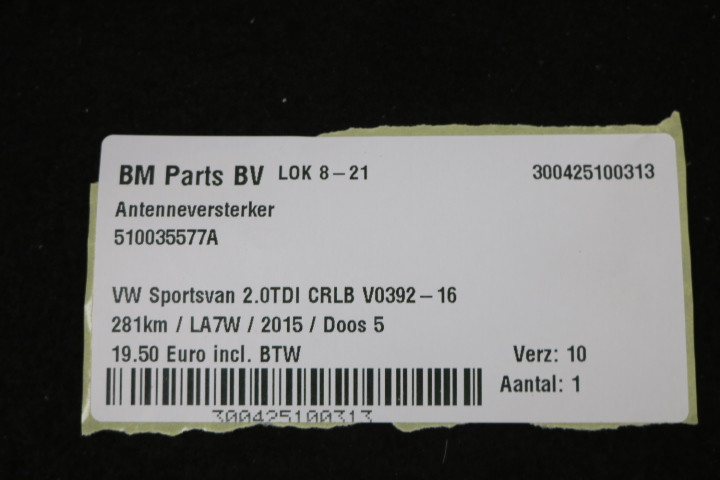 BM Parts BV LOK 8-21 300425100313
Antenneversterker
510035577A
VW Sportsvan 2.0TDI CRLB V0392-16
281km / LA7W / 2015 / Doos 5
19.50 Euro incl. BTW Verz: 10
Aantal: 1
300425100313